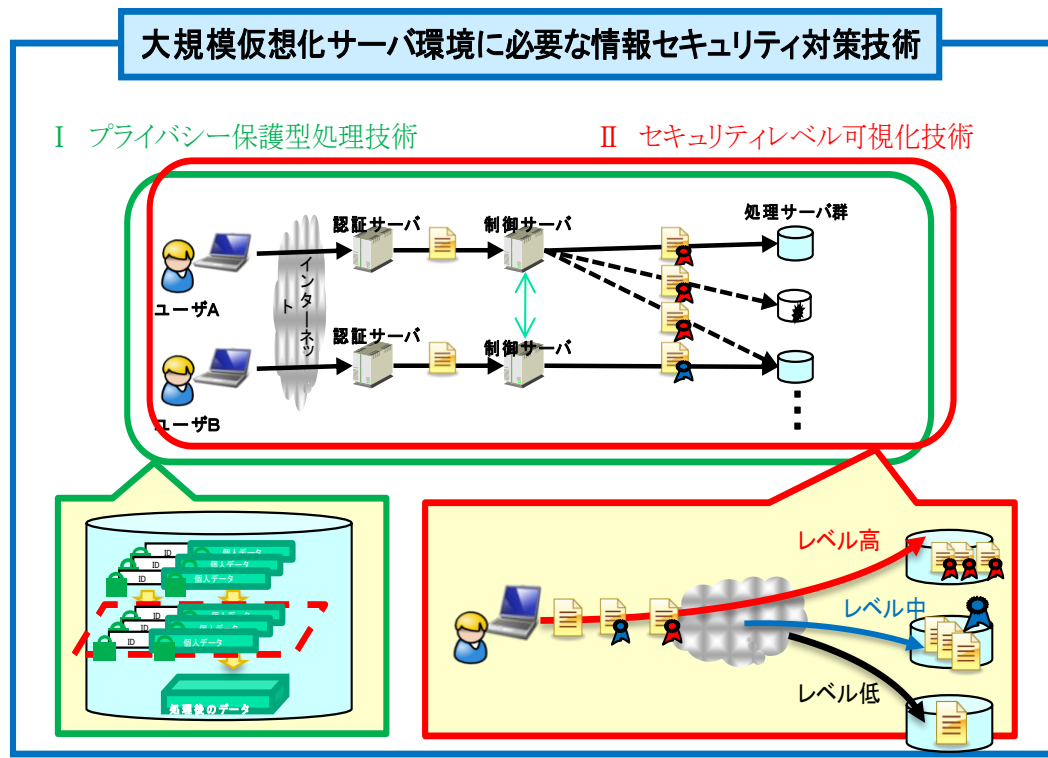 大規模仮想化サーバ環境に必要な情報セキュリティ対策技術
Ⅰ プライバシー保護型処理技術
Ⅱ セキュリティレベル可視化技術
認証サーバ
制御サーバ
処理サーバ群
ユーザA
インターネット
認証サーバ
制御サーバ
ユーザB
ID
個人データ
ID
個人データ
ID
個人データ
ID
個人データ
ID
個人データ
ID
個人データ
処理後のデータ
レベル高
レベル中
レベル低